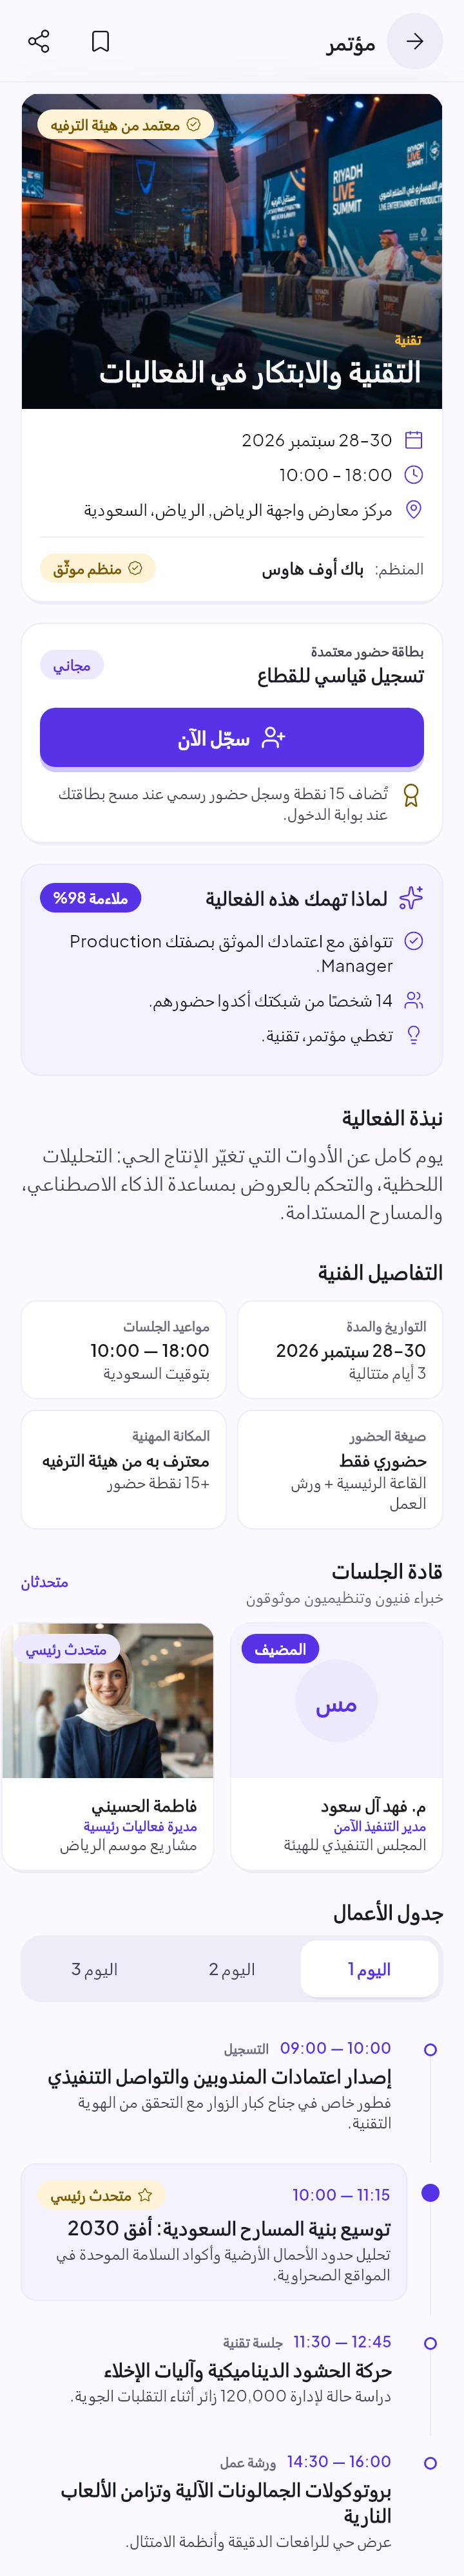 مؤتمر
معتمد من هيئة الترفيه
RIYADH
LIVE
SUMMIT
RIYADH
LIVE
SUMMIT
LIVE ENTERTAINMENT PRODUCTION
تقنية
التقنية والابتكار في الفعاليات
28–30 سبتمبر 2026
10:00 – 18:00
مركز معارض واجهة الرياض, الرياض، السعودية
المنظم: باك أوف هاوس
منظم موثّق
بطاقة حضور معتمدة
تسجيل قياسي للقطاع
مجاني
سجّل الآن
تُضاف 15 نقطة وسجل حضور رسمي عند مسح بطاقتك
عند بوابة الدخول.
لماذا تهمك هذه الفعالية
ملاءمة 98%
تتوافق مع اعتمادك الموثق بصفتك Production
Manager.
14 شخصًا من شبكتك أكدوا حضورهم.
تغطي مؤتمر، تقنية.
نبذة الفعالية
يوم كامل عن الأدوات التي تغيّر الإنتاج الحي: التحليلات
اللحظية، والتحكم بالعروض بمساعدة الذكاء الاصطناعي،
والمسارح المستدامة.
التفاصيل الفنية
التواريخ والمدة
28–30 سبتمبر 2026
3 أيام متتالية
مواعيد الجلسات
10:00 — 18:00
بتوقيت السعودية
صيغة الحضور
حضوري فقط
القاعة الرئيسية + ورش
العمل
المكانة المهنية
معترف به من هيئة الترفيه
+15 نقطة حضور
قادة الجلسات
متحدثان
خبراء فنيون وتنظيميون موثوقون
المضيف
مس
م. فهد آل سعود
مدير التنفيذ الآمن
المجلس التنفيذي للهيئة
متحدث رئيسي
فاطمة الحسيني
مديرة فعاليات رئيسية
مشاريع موسم الرياض
جدول الأعمال
اليوم 1
اليوم 2
اليوم 3
09:00 — 10:00 التسجيل
إصدار اعتمادات المندوبين والتواصل التنفيذي
فطور خاص في جناح كبار الزوار مع التحقق من الهوية
التقنية.
10:00 — 11:15
متحدث رئيسي
توسيع بنية المسارح السعودية: أفق 2030
تحليل حدود الأحمال الأرضية وأكواد السلامة الموحدة في
المواقع الصحراوية.
11:30 — 12:45 جلسة تقنية
حركة الحشود الديناميكية وآليات الإخلاء
دراسة حالة لإدارة 120,000 زائر أثناء التقلبات الجوية.
14:30 — 16:00 ورشة عمل
بروتوكولات الجمالونات الآلية وتزامن الألعاب
النارية
عرض حي للرافعات الدقيقة وأنظمة الامتثال.